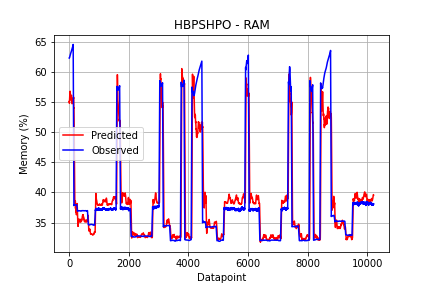 HBPSHPO - RAM
Memory (%)
65
60
55
50
45
40
35
Predicted
Observed
0
2000
4000
6000
8000
10000
Datapoint